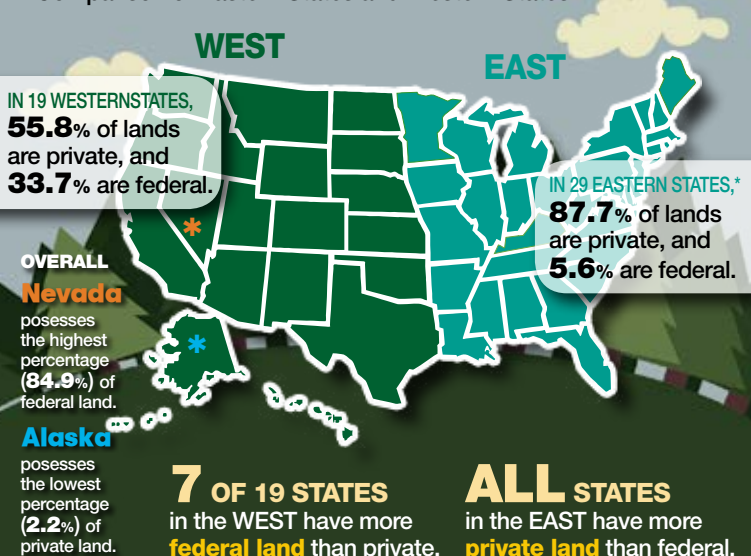 WEST
EAST
IN 19 WESTERNSTATES,
55.8% of lands
are private, and
33.7% are federal.
IN 29 EASTERN STATES,*
87.7% of lands
are private, and
5.6% are federal.
OVERALL
Nevada
posesses
the highest
percentage
(84.9%) of
federal land.
Alaska
posesses
the lowest
percentage
(2.2%) of
private land.
7 OF 19 STATES
in the WEST have more
federal land than private.
ALL STATES
in the EAST have more
private land than federal.